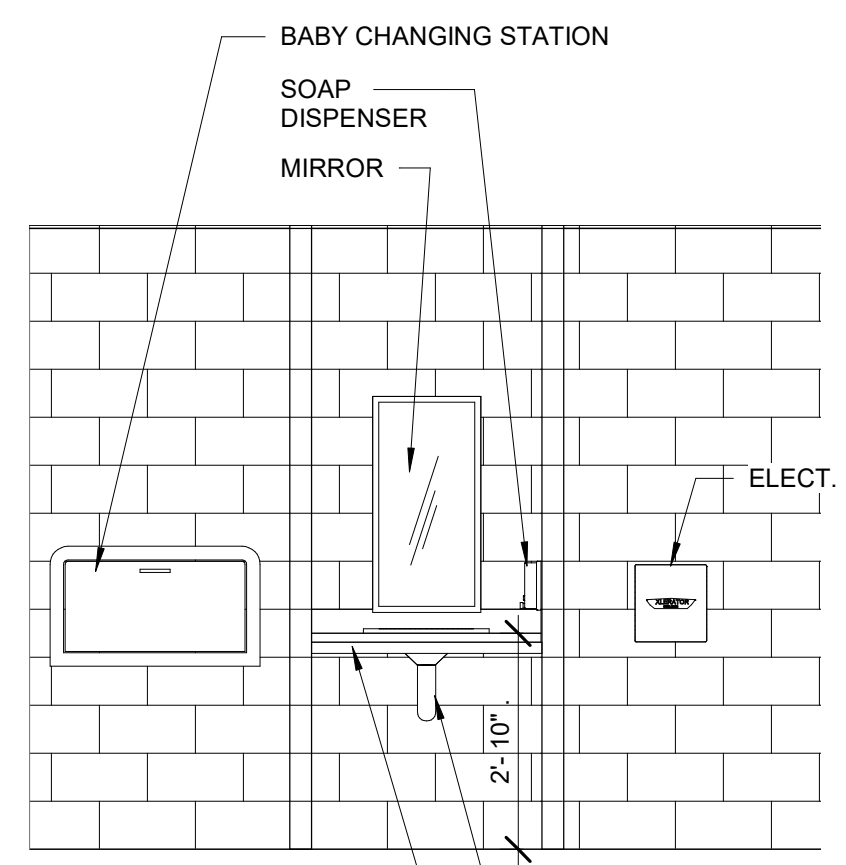 BABY CHANGING STATION
SOAP
DISPENSER
MIRROR
ELECT.
XLERATOR
2'- 10" .